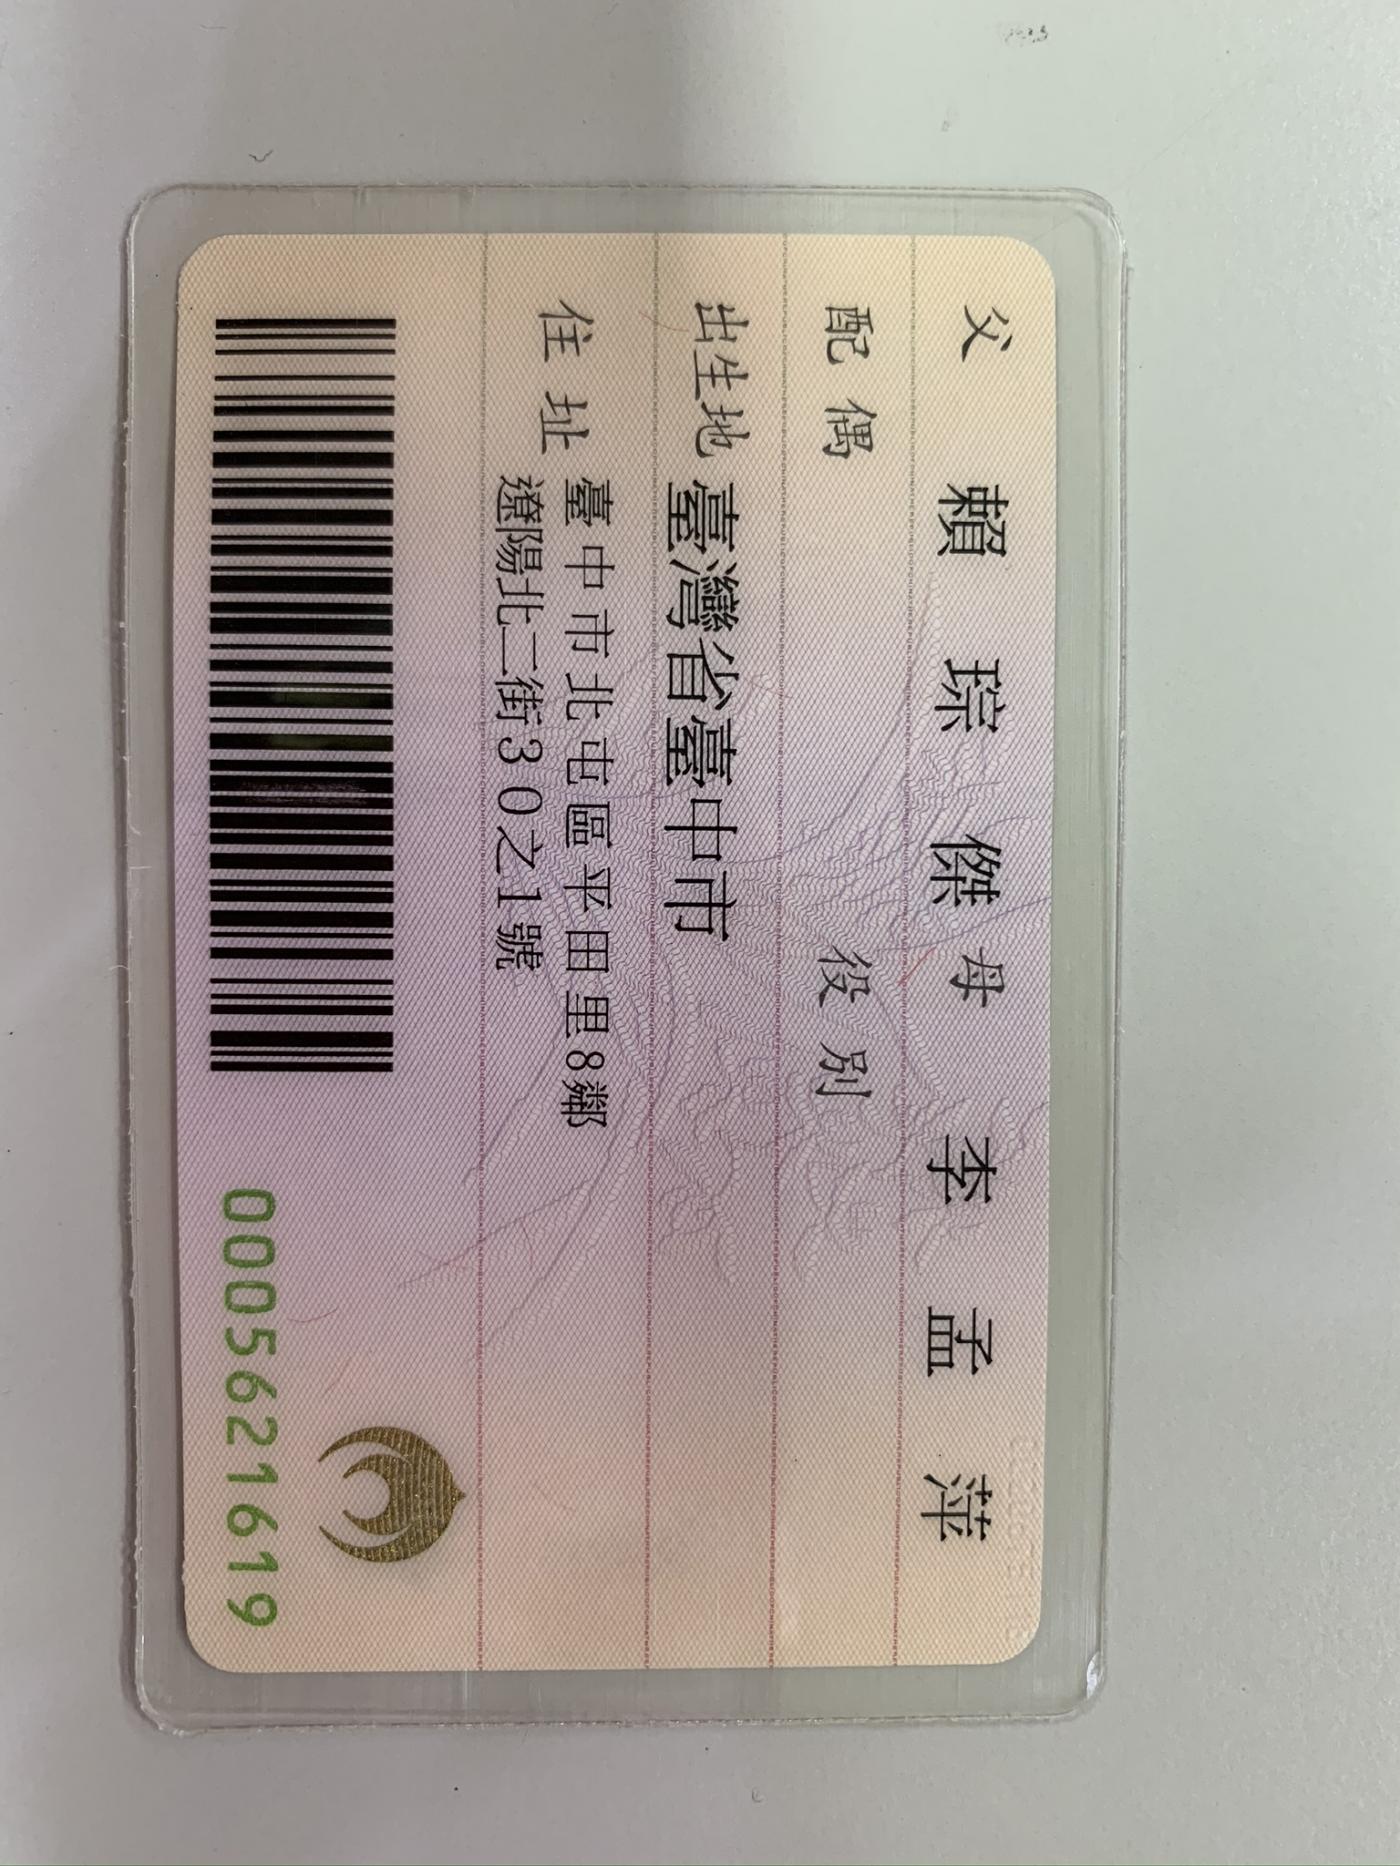 父 賴琮傑 母 李孟萍
配偶 役別
出生地 臺灣省臺中市
住址 臺中市北屯區平田里8鄰
遼陽北二街30之1號
0005621619